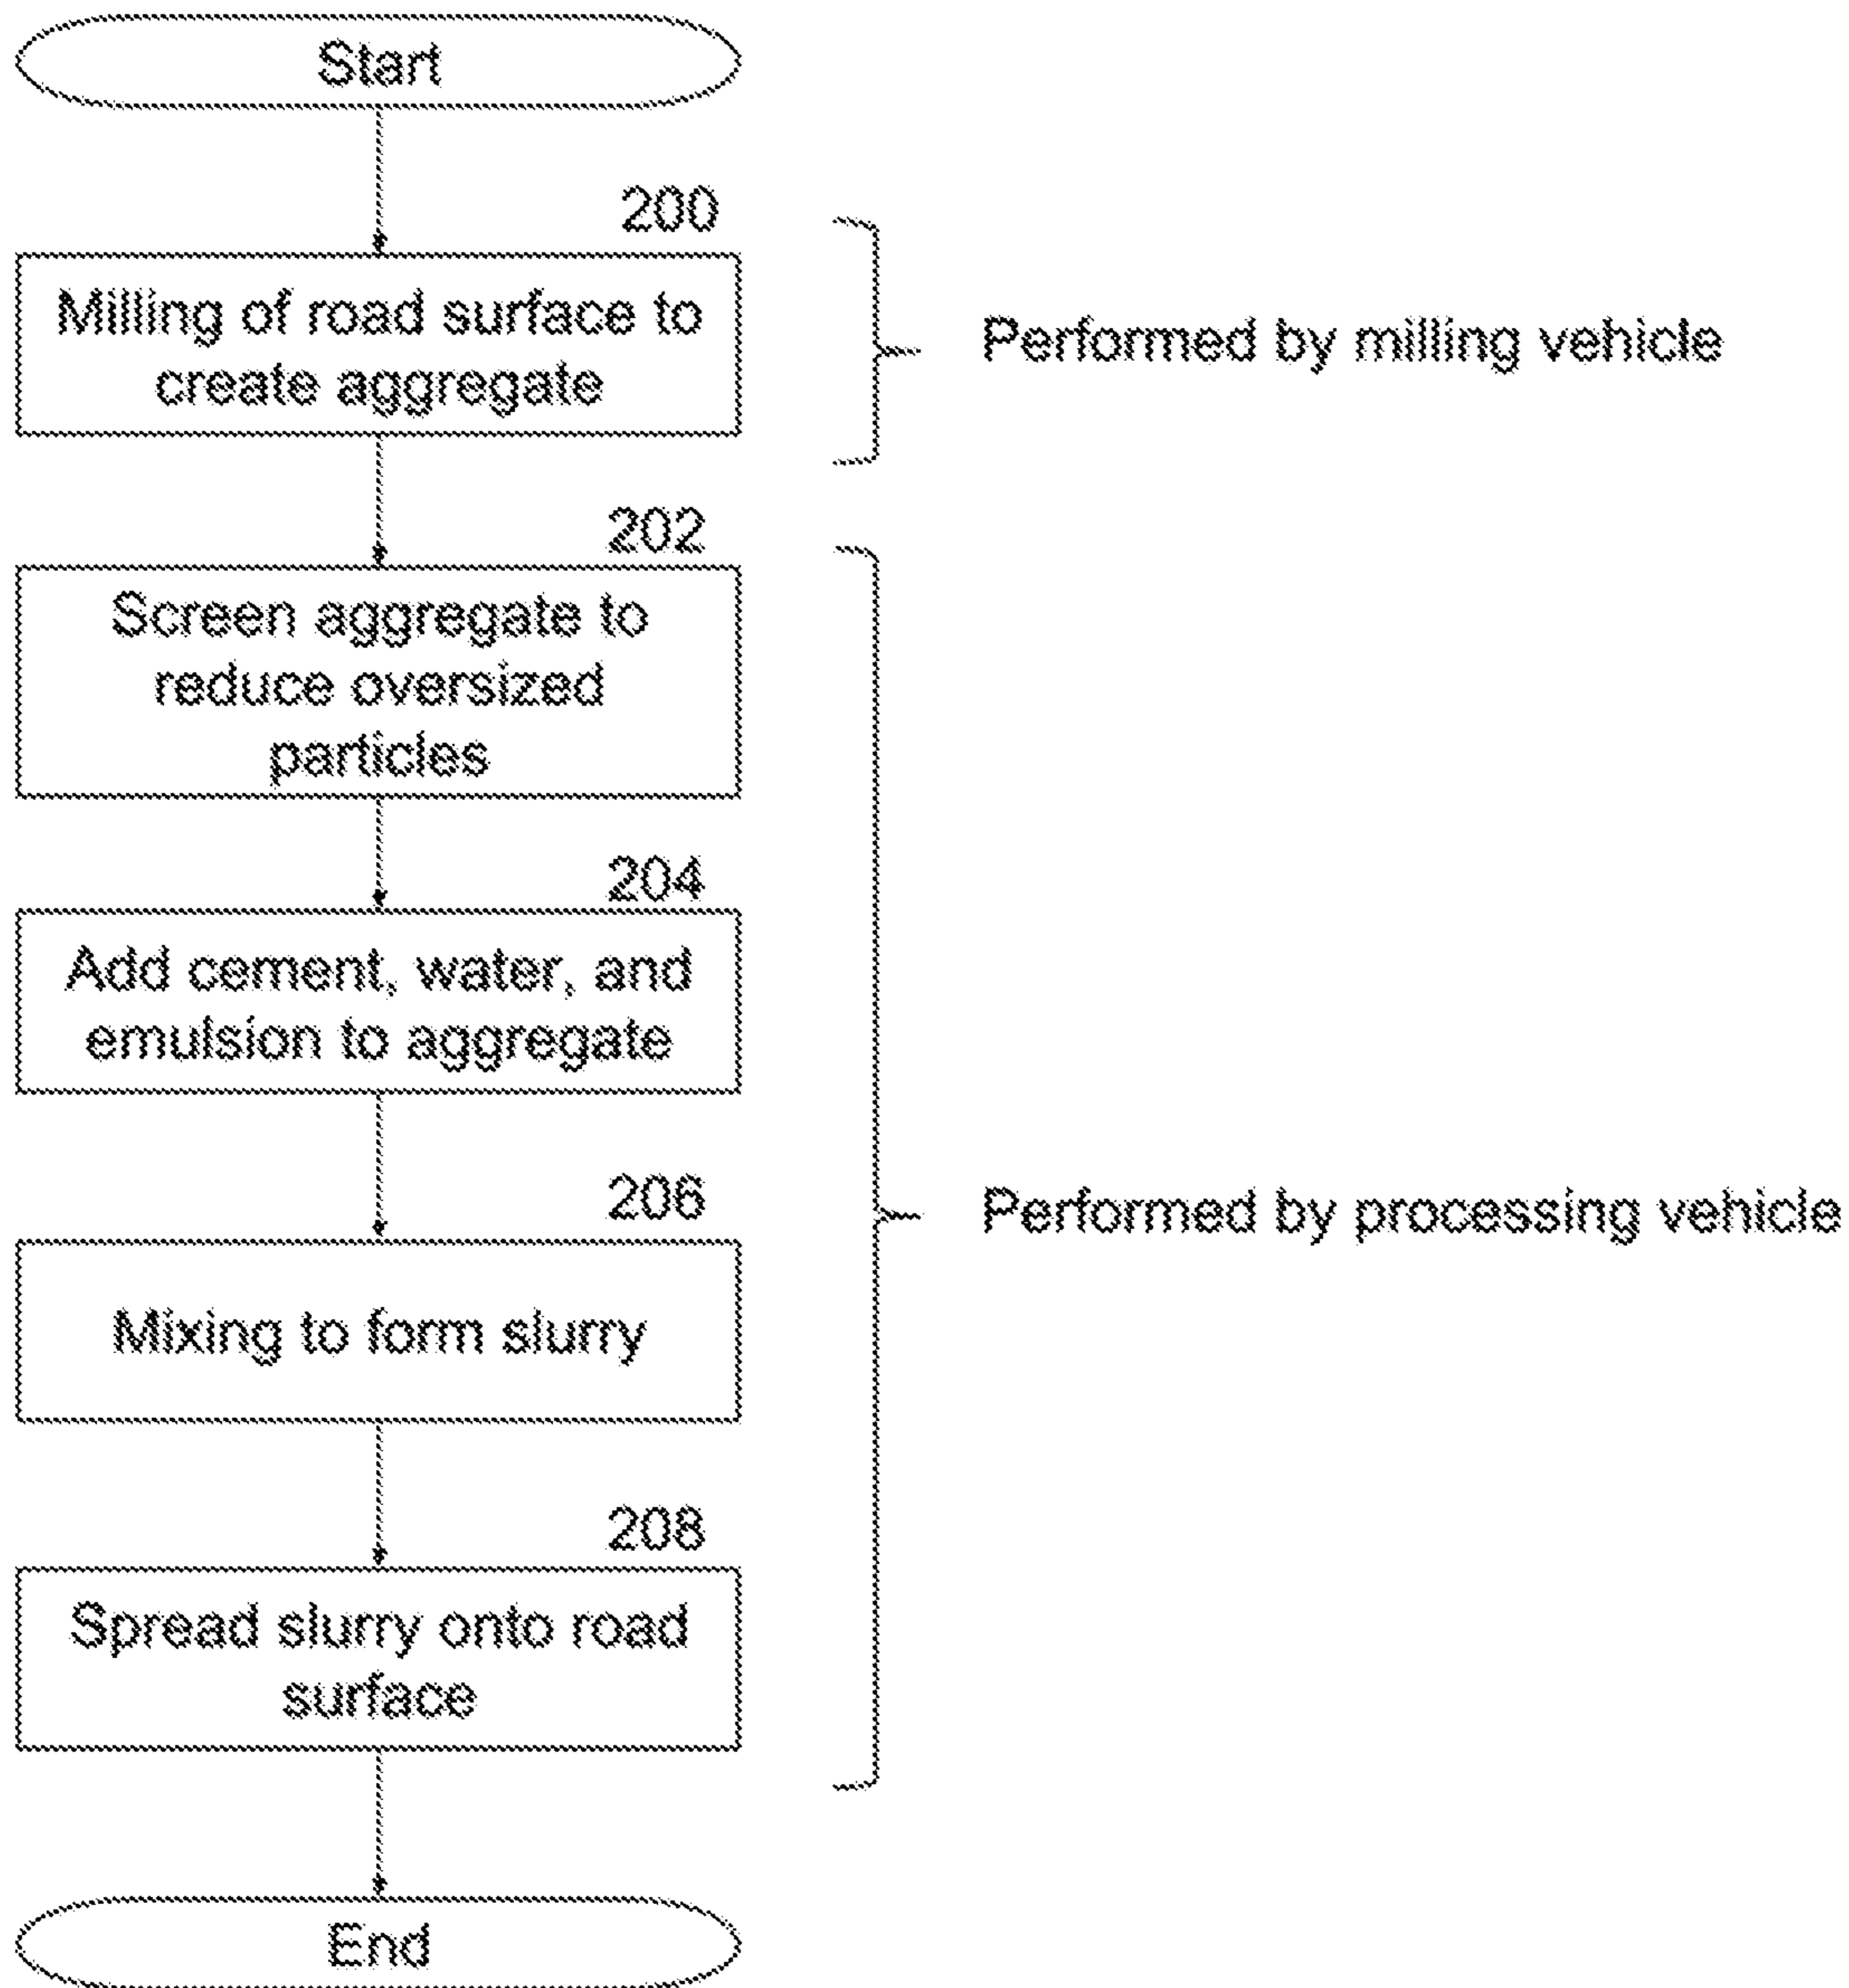 Start
200
Milling of road surface to
create aggregate
Performed by milling vehicle
202
Screen aggregate to
reduce oversized
particles
204
Add cement, water, and
emulsion to aggregate
206
Performed by processing vehicle
Mixing to form slurry
208
Spread slurry onto road
surface
End